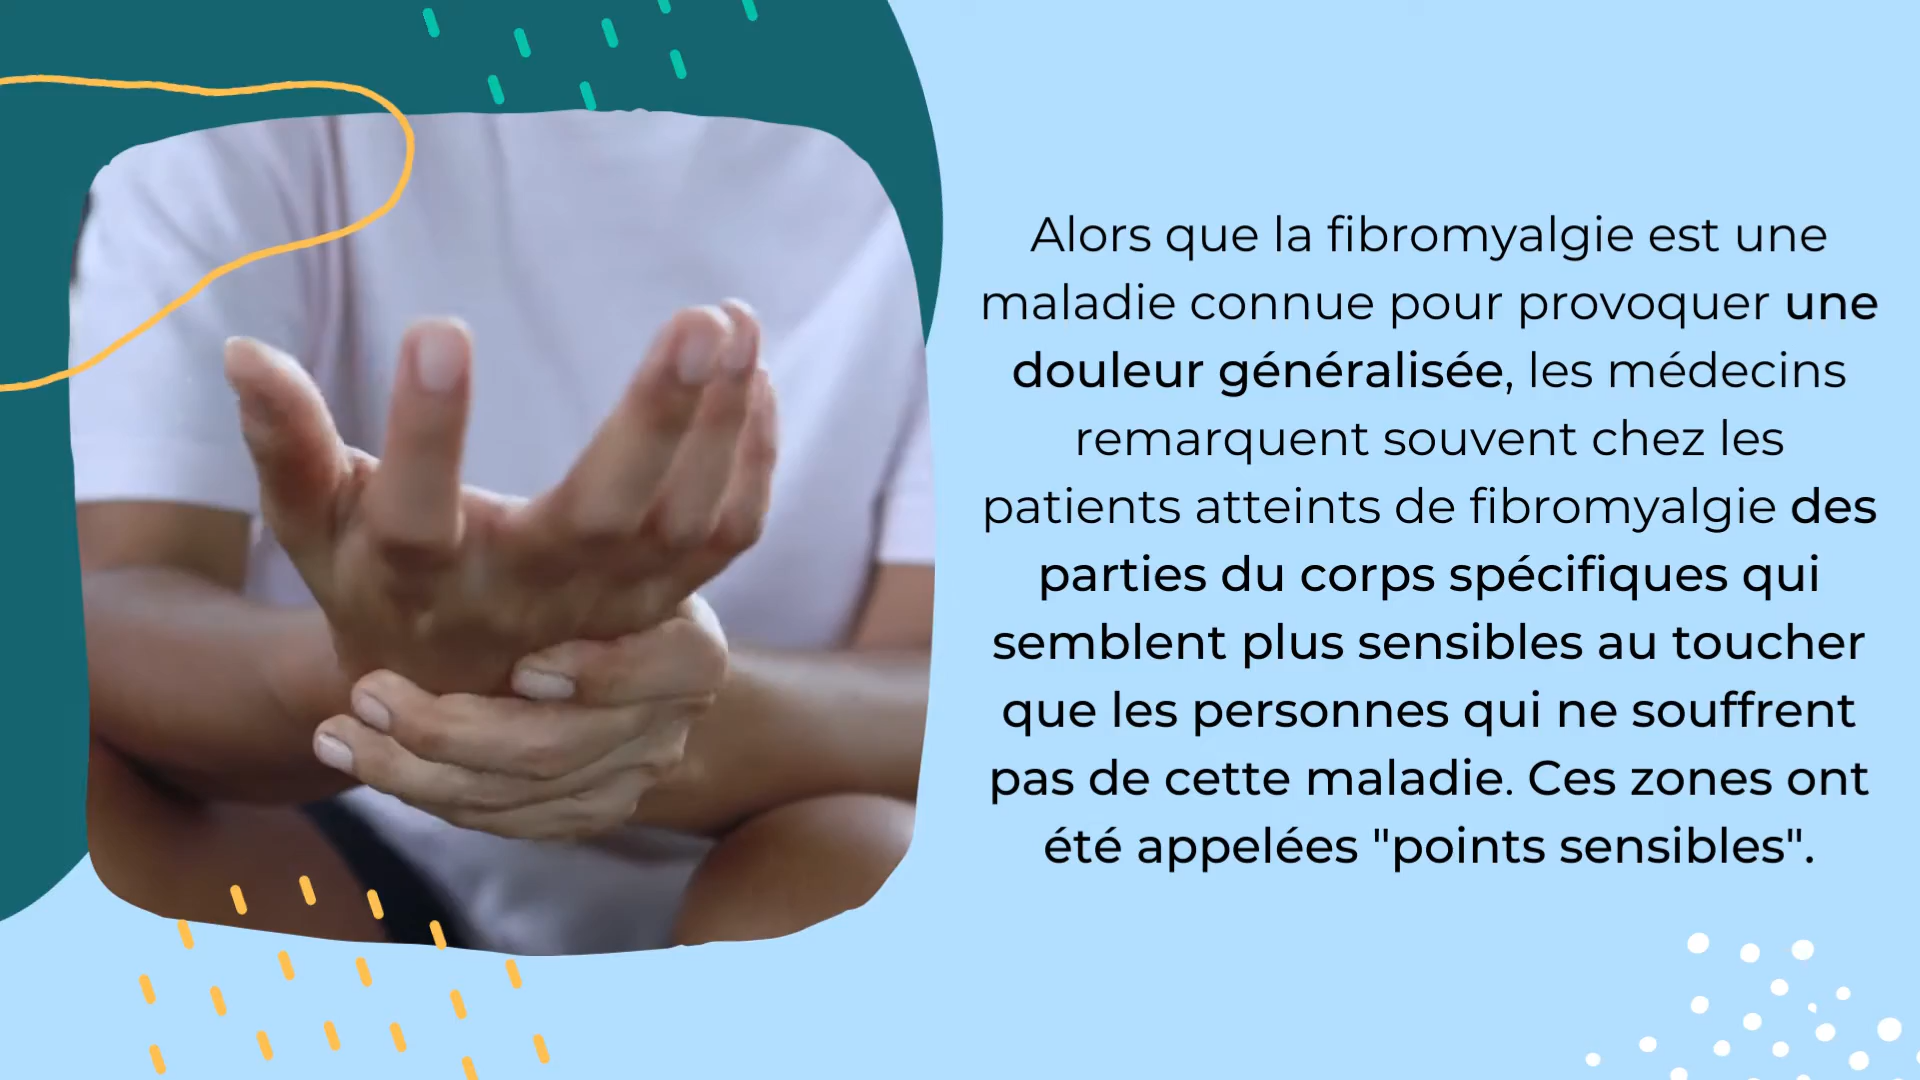 Alors que la fibromyalgie est une
maladie connue pour provoquer une
douleur généralisée, les médecins
remarquent souvent chez les
patients atteints de fibromyalgie des
parties du corps spécifiques qui
semblent plus sensibles au toucher
que les personnes qui ne souffrent
pas de cette maladie. Ces zones ont
été appelées "points sensibles".